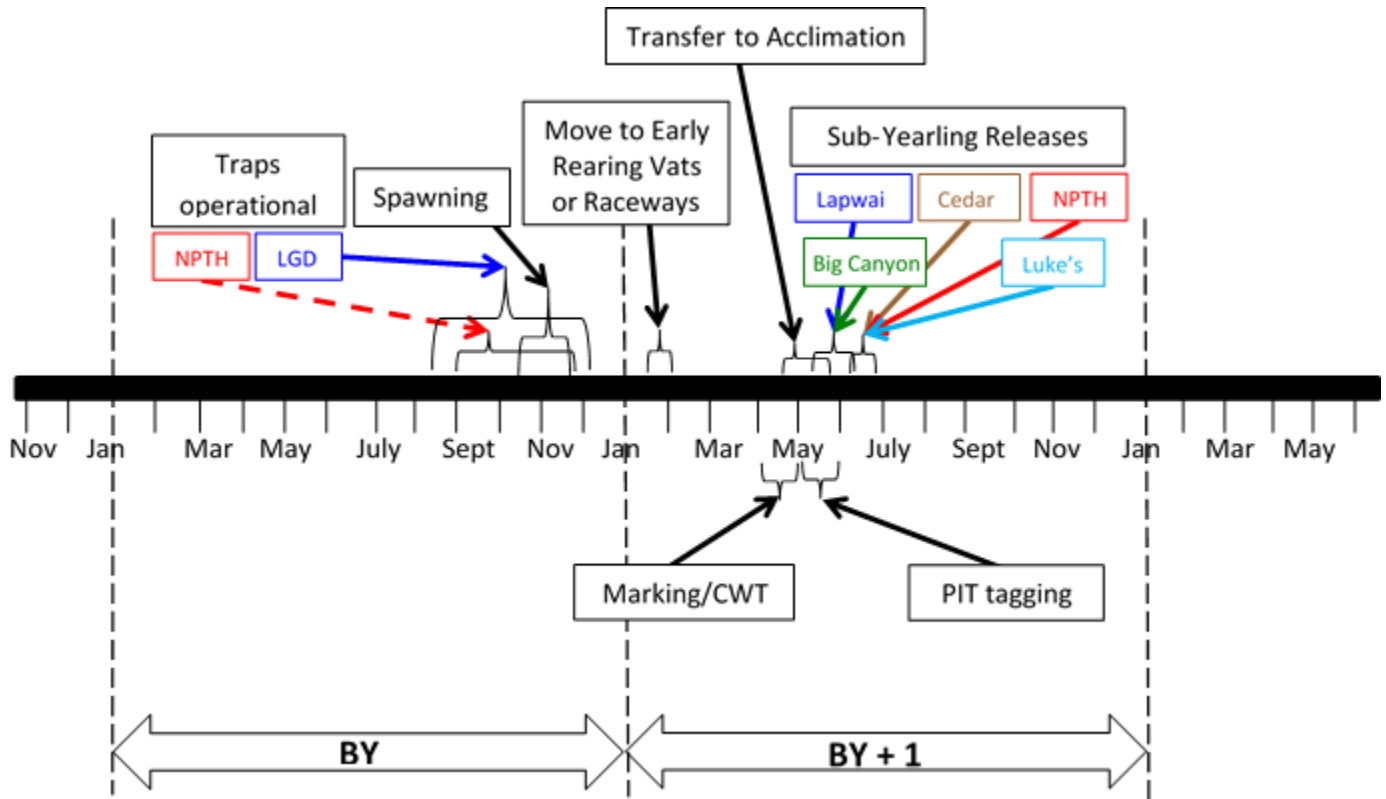 Transfer to Acclimation
Move to Early
Rearing Vats
or Raceways
Sub-Yearling Releases
Traps
operational
Spawning
Lapwai
Cedar
NPTH
NPTH
LGD
Big Canyon
Luke's
Nov Jan Mar May July Sept Nov Jan Mar May July Sept Nov Jan Mar May
Marking/CWT
PIT tagging
BY
BY + 1